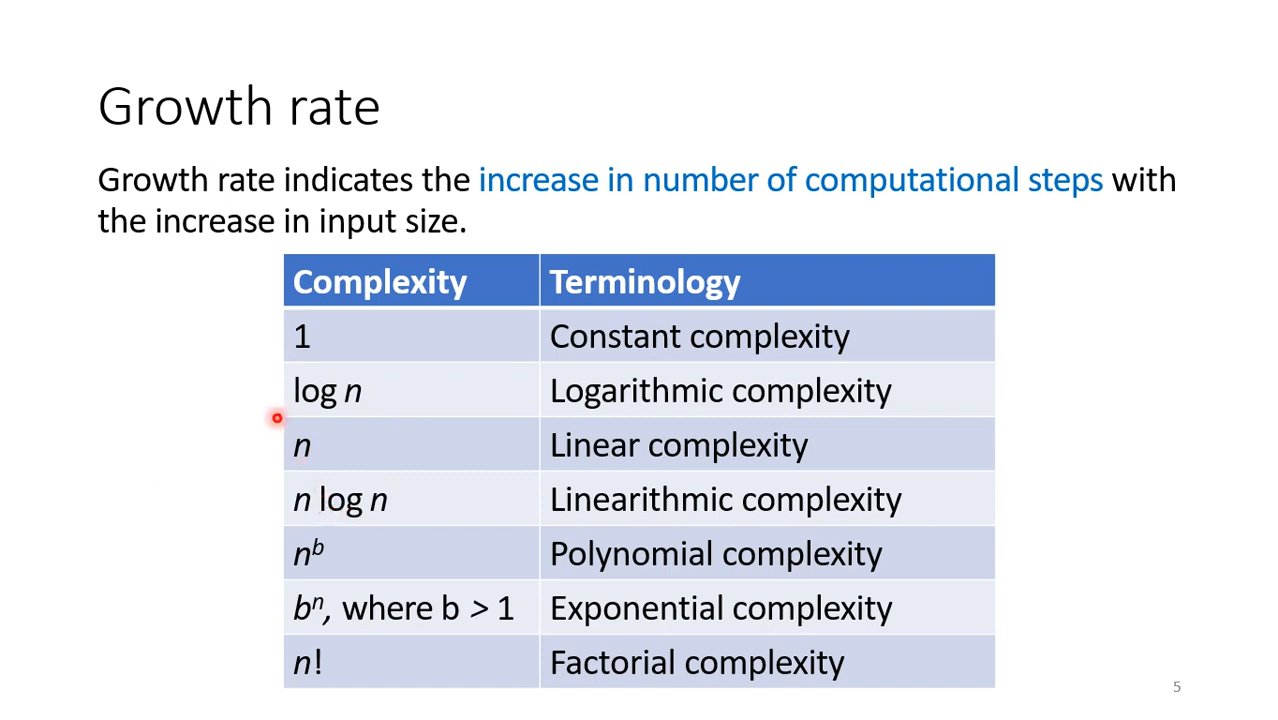 Growth rate
Growth rate indicates the increase in number of computational steps with
the increase in input size.
Complexity Terminology
1 Constant complexity
log n Logarithmic complexity
n Linear complexity
n log n Linearithmic complexity
nᵇ Polynomial complexity
bⁿ, where b > 1 Exponential complexity
n! Factorial complexity
5